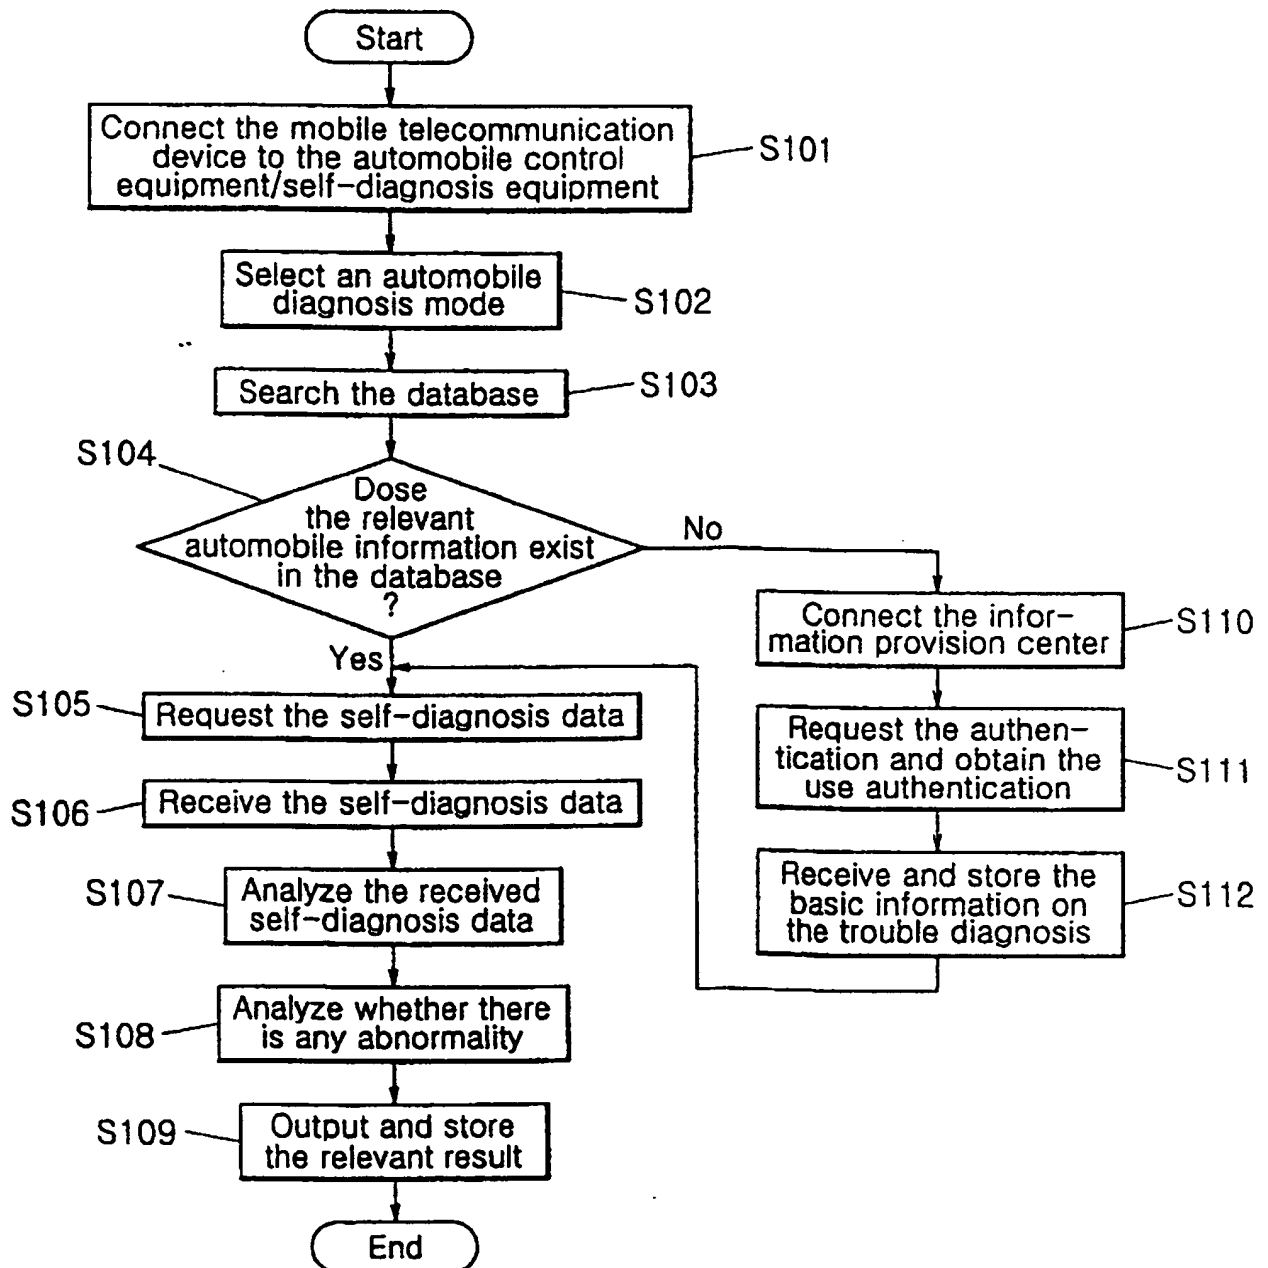 Start
Connect the mobile telecommunication
device to the automobile control
equipment/self-diagnosis equipment
S101
Select an automobile
diagnosis mode
S102
Search the database
S103
S104
Dose
the relevant
automobile information exist
in the database
?
No
Yes
Connect the infor-
mation provision center
S110
S105
Request the self-diagnosis data
Request the authen-
tication and obtain the
use authentication
S111
S106
Receive the self-diagnosis data
S107
Analyze the received
self-diagnosis data
Receive and store the
basic information on
the trouble diagnosis
S112
S108
Analyze whether there
is any abnormality
S109
Output and store
the relevant result
End